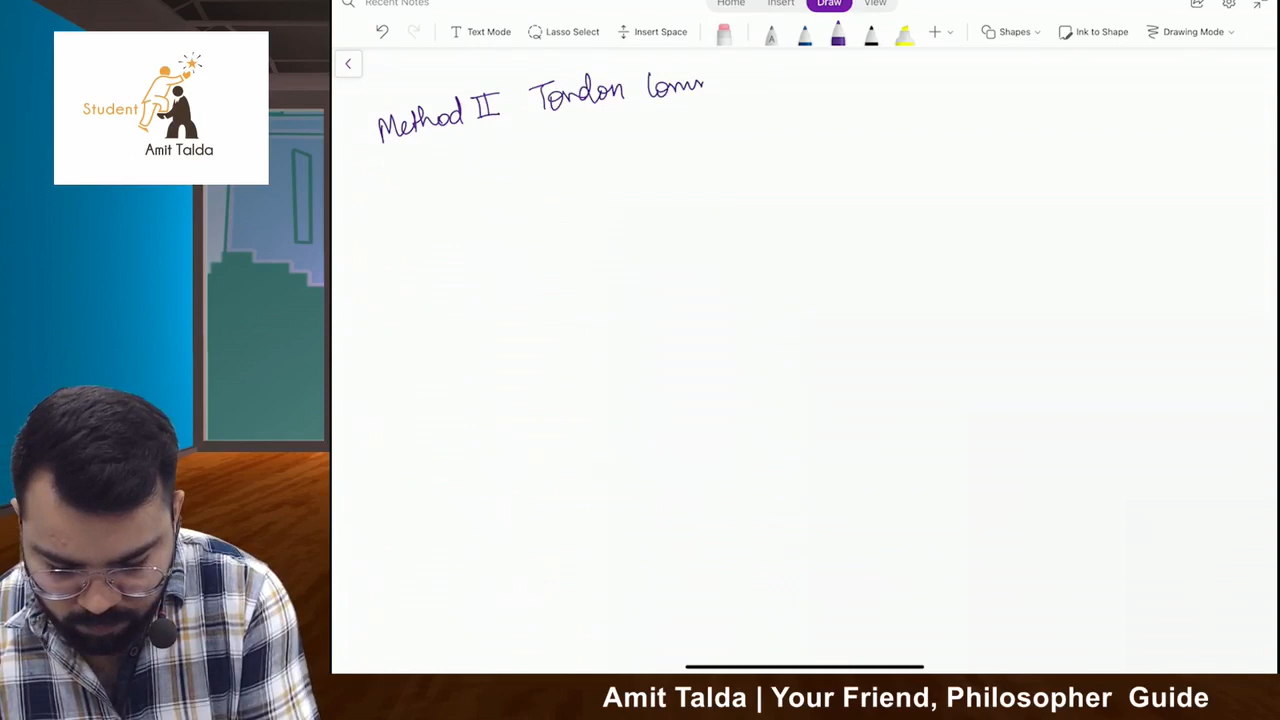 Recent Notes
Home Insert Draw View
Text Mode Lasso Select Insert Space Shapes Ink to Shape Drawing Mode
Student
Amit Talda
Method II Tondon
Amit Talda | Your Friend, Philosopher Guide